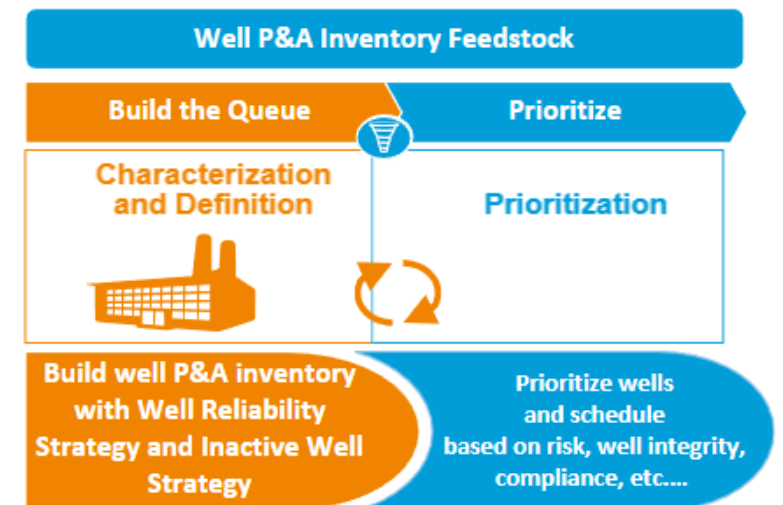 Well P&A Inventory Feedstock
Build the Queue
Prioritize
Characterization
and Definition
Prioritization
Build well P&A inventory
with Well Reliability
Strategy and Inactive Well
Strategy
Prioritize wells
and schedule
based on risk, well integrity,
compliance, etc....